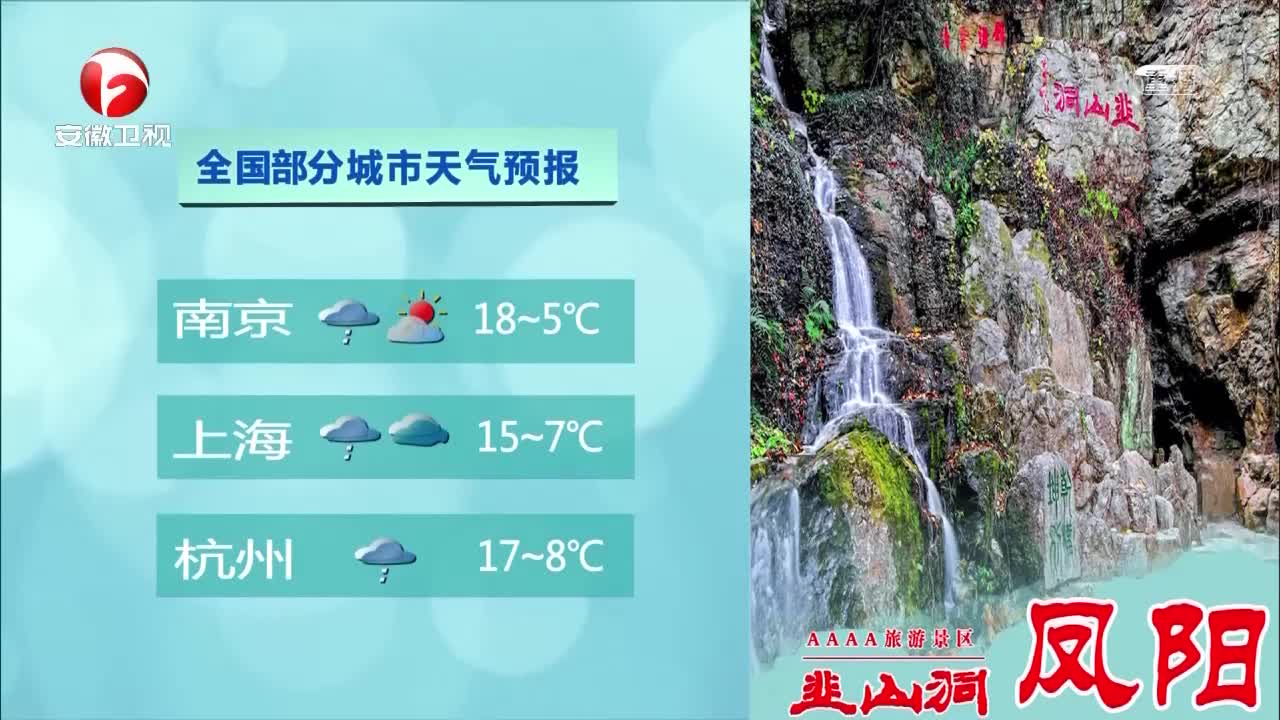 安徽卫视
全国部分城市天气预报
南京 18~5℃
上海 15~7℃
杭州 17~8℃
韭山洞
AAAA旅游景区
韭山洞
凤阳